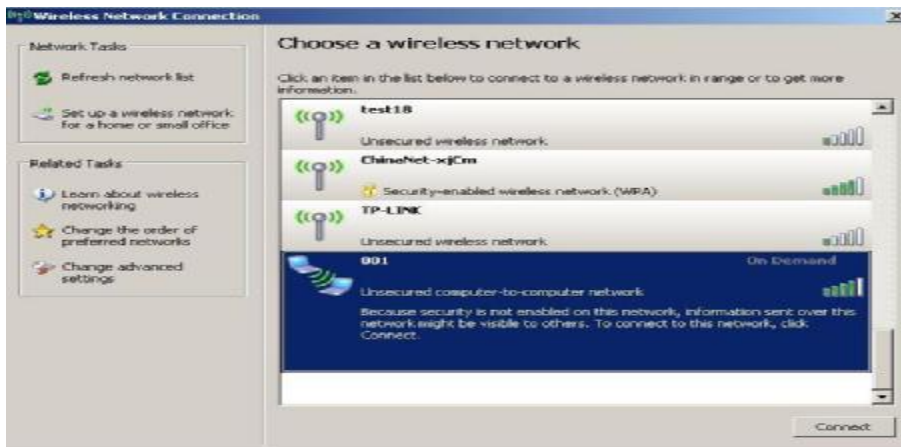 Wireless Network Connection
Network Tasks
Refresh network list
Set up a wireless network
for a home or small office
Related Tasks
Learn about wireless
networking
Change the order of
preferred networks
Change advanced
settings
Choose a wireless network
Click an item in the list below to connect to a wireless network in range or to get more
information.
test18
Unsecured wireless network
ChinaNet-xjCm
Security-enabled wireless network (WPA)
TP-LINK
Unsecured wireless network
001
On Demand
Unsecured computer-to-computer network
Because security is not enabled on this network, information sent over this
network might be visible to others. To connect to this network, click
Connect.
Connect